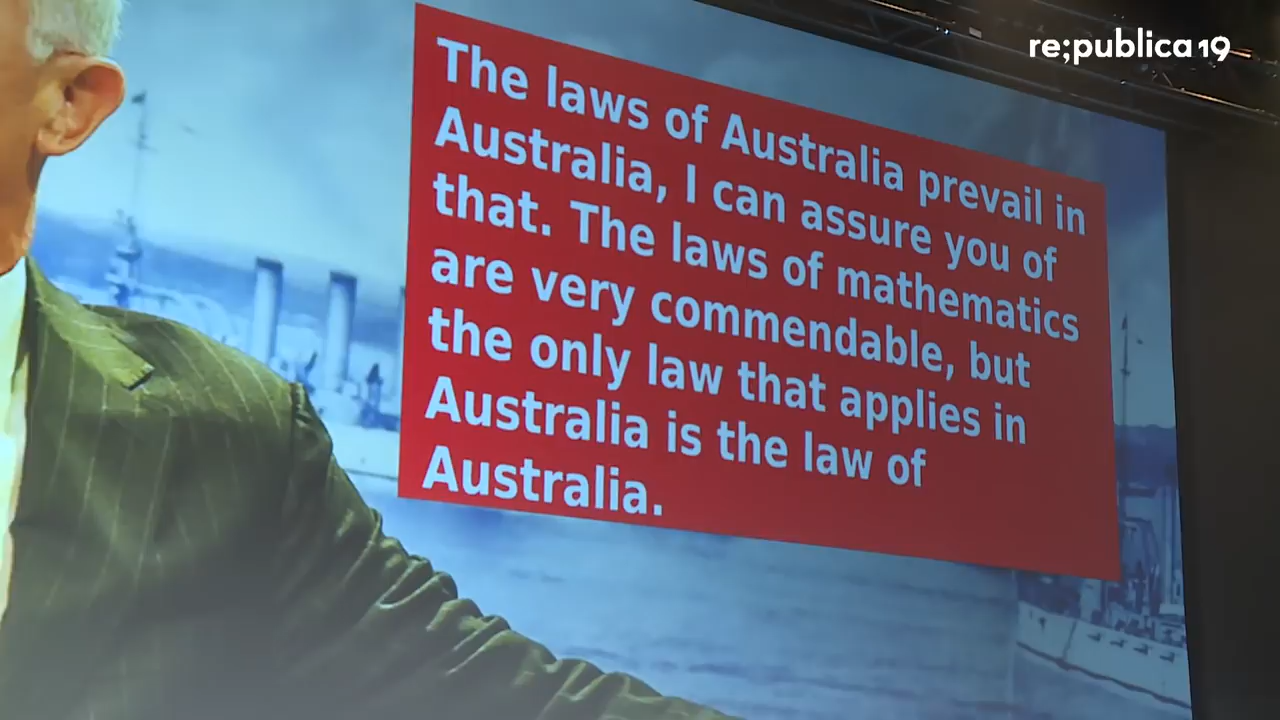 re;publica 19
The laws of Australia prevail in
Australia, I can assure you of
that. The laws of mathematics
are very commendable, but
the only law that applies in
Australia is the law of
Australia.